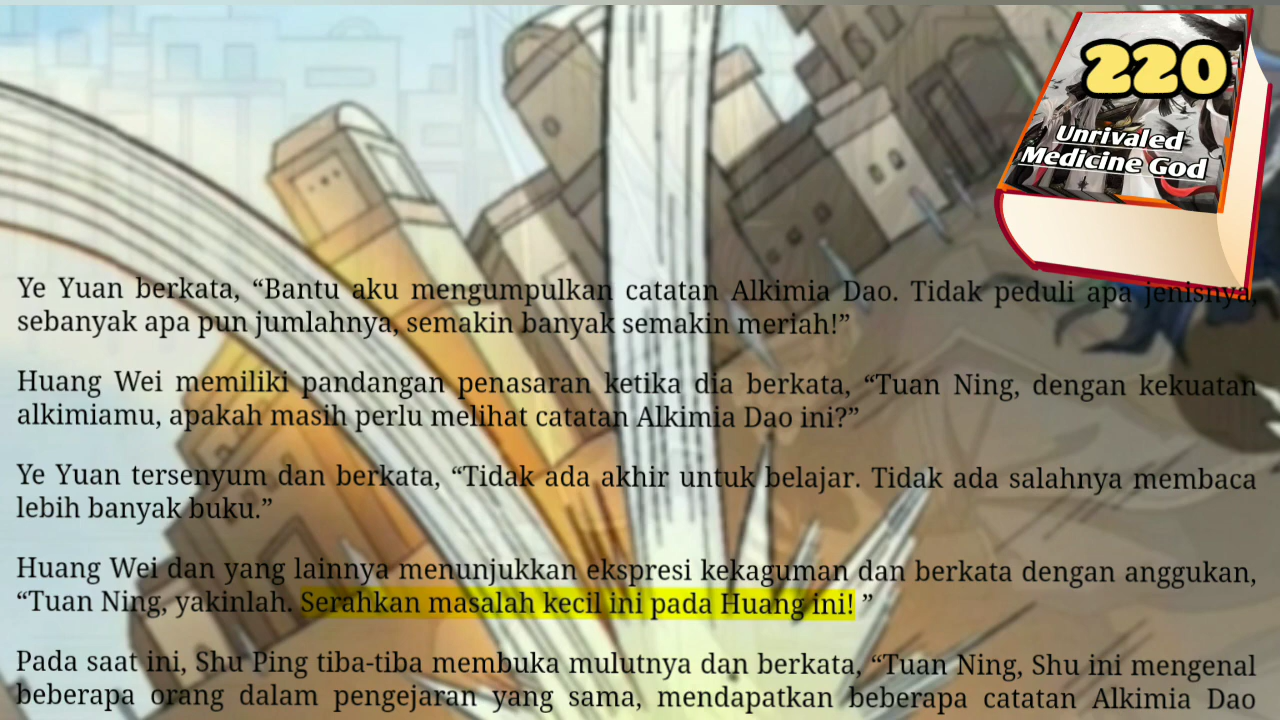 220
Unrivaled
Medicine God
Ye Yuan berkata, “Bantu aku mengumpulkan catatan Alkimia Dao. Tidak peduli apa jenisnya,
sebanyak apa pun jumlahnya, semakin banyak semakin meriah!”
Huang Wei memiliki pandangan penasaran ketika dia berkata, “Tuan Ning, dengan kekuatan
alkimiamu, apakah masih perlu melihat catatan Alkimia Dao ini?”
Ye Yuan tersenyum dan berkata, “Tidak ada akhir untuk belajar. Tidak ada salahnya membaca
lebih banyak buku.”
Huang Wei dan yang lainnya menunjukkan ekspresi kekaguman dan berkata dengan anggukan,
“Tuan Ning, yakinlah. Serahkan masalah kecil ini pada Huang ini! ”
Pada saat ini, Shu Ping tiba-tiba membuka mulutnya dan berkata, “Tuan Ning, Shu ini mengenal
beberapa orang dalam pengejaran yang sama, mendapatkan beberapa catatan Alkimia Dao